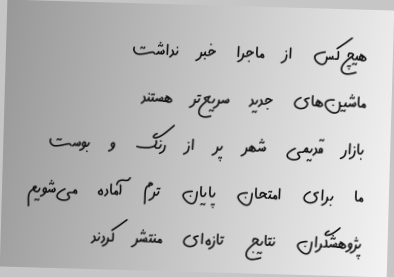 هیچ‌کس از ماجرا خبر نداشت
ماشین‌های جدید سریع‌تر هستند
بازار قدیمی شهر پر از رنگ و بوست
ما برای امتحان پایان ترم آماده می‌شویم
پژوهشگران نتایج تازه‌ای منتشر کردند